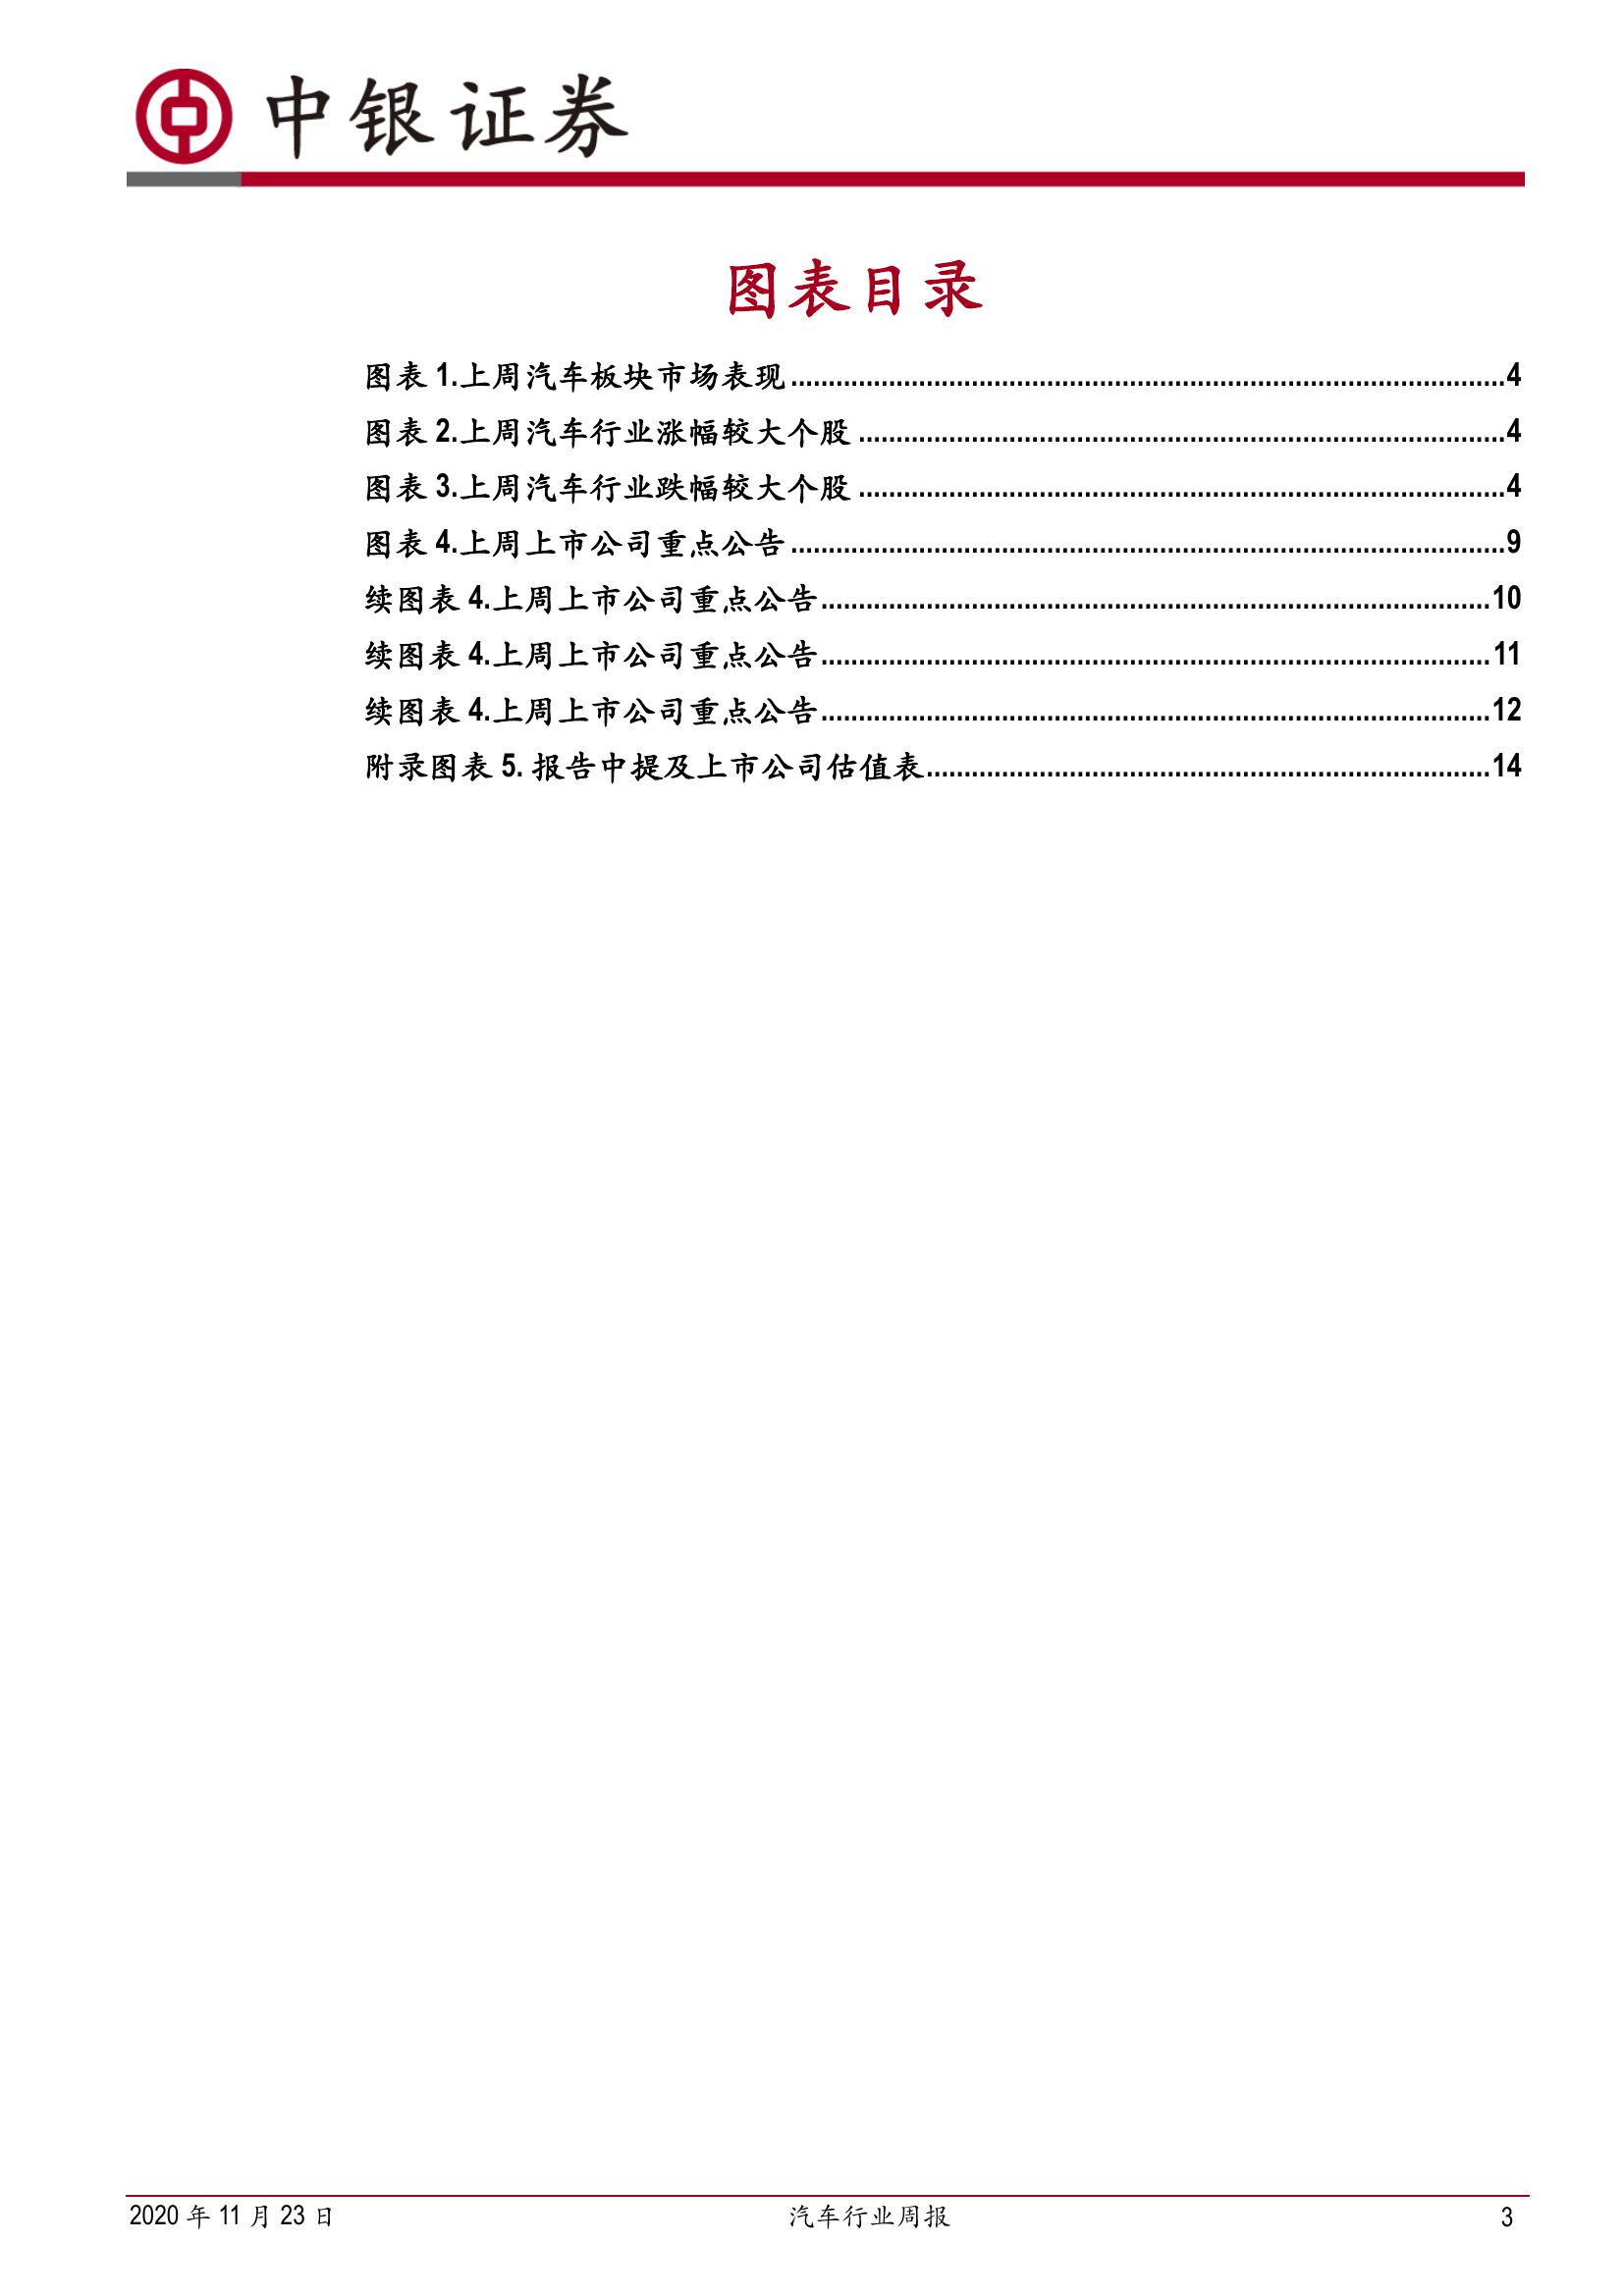 中银证券
图表目录
图表 1.上周汽车板块市场表现.....................................................................................................4
图表 2.上周汽车行业涨幅较大个股 ...........................................................................................4
图表 3.上周汽车行业跌幅较大个股 ...........................................................................................4
图表 4.上周上市公司重点公告.....................................................................................................9
续图表 4.上周上市公司重点公告...............................................................................................10
续图表 4.上周上市公司重点公告............................................................................................... 11
续图表 4.上周上市公司重点公告...............................................................................................12
附录图表 5. 报告中提及上市公司估值表................................................................................14
2020 年 11 月 23 日 汽车行业周报 3